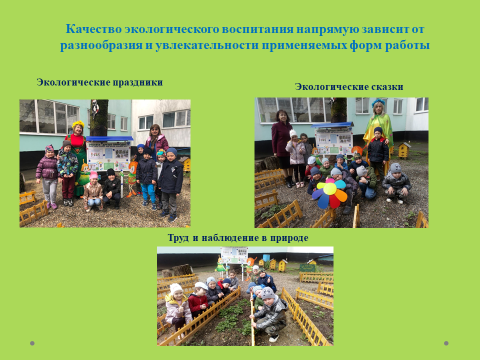 Качество экологического воспитания напрямую зависит от
разнообразия и увлекательности применяемых форм работы
Экологические праздники
Экологические сказки
Труд и наблюдение в природе